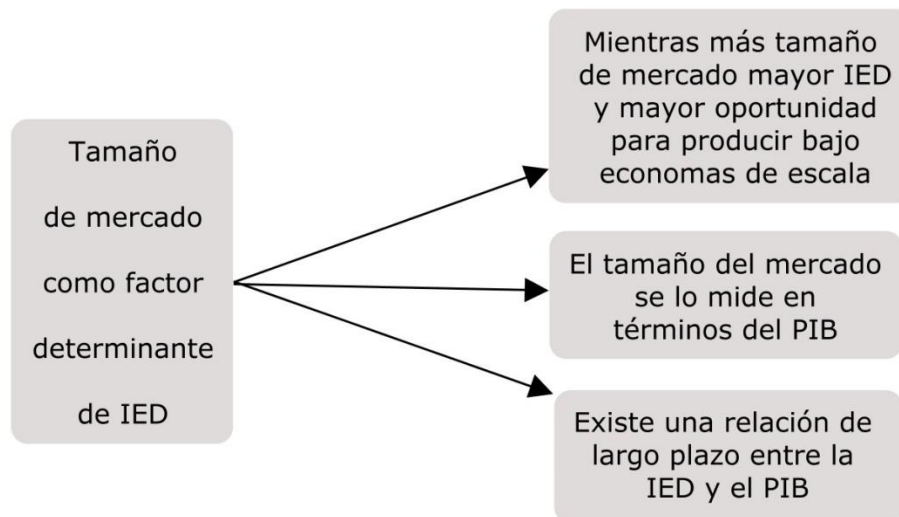 Tamaño
de mercado
como factor
determinante
de IED
Mientras más tamaño
de mercado mayor IED
y mayor oportunidad
para producir bajo
economas de escala
El tamaño del mercado
se lo mide en
términos del PIB
Existe una relación de
largo plazo entre la
IED y el PIB